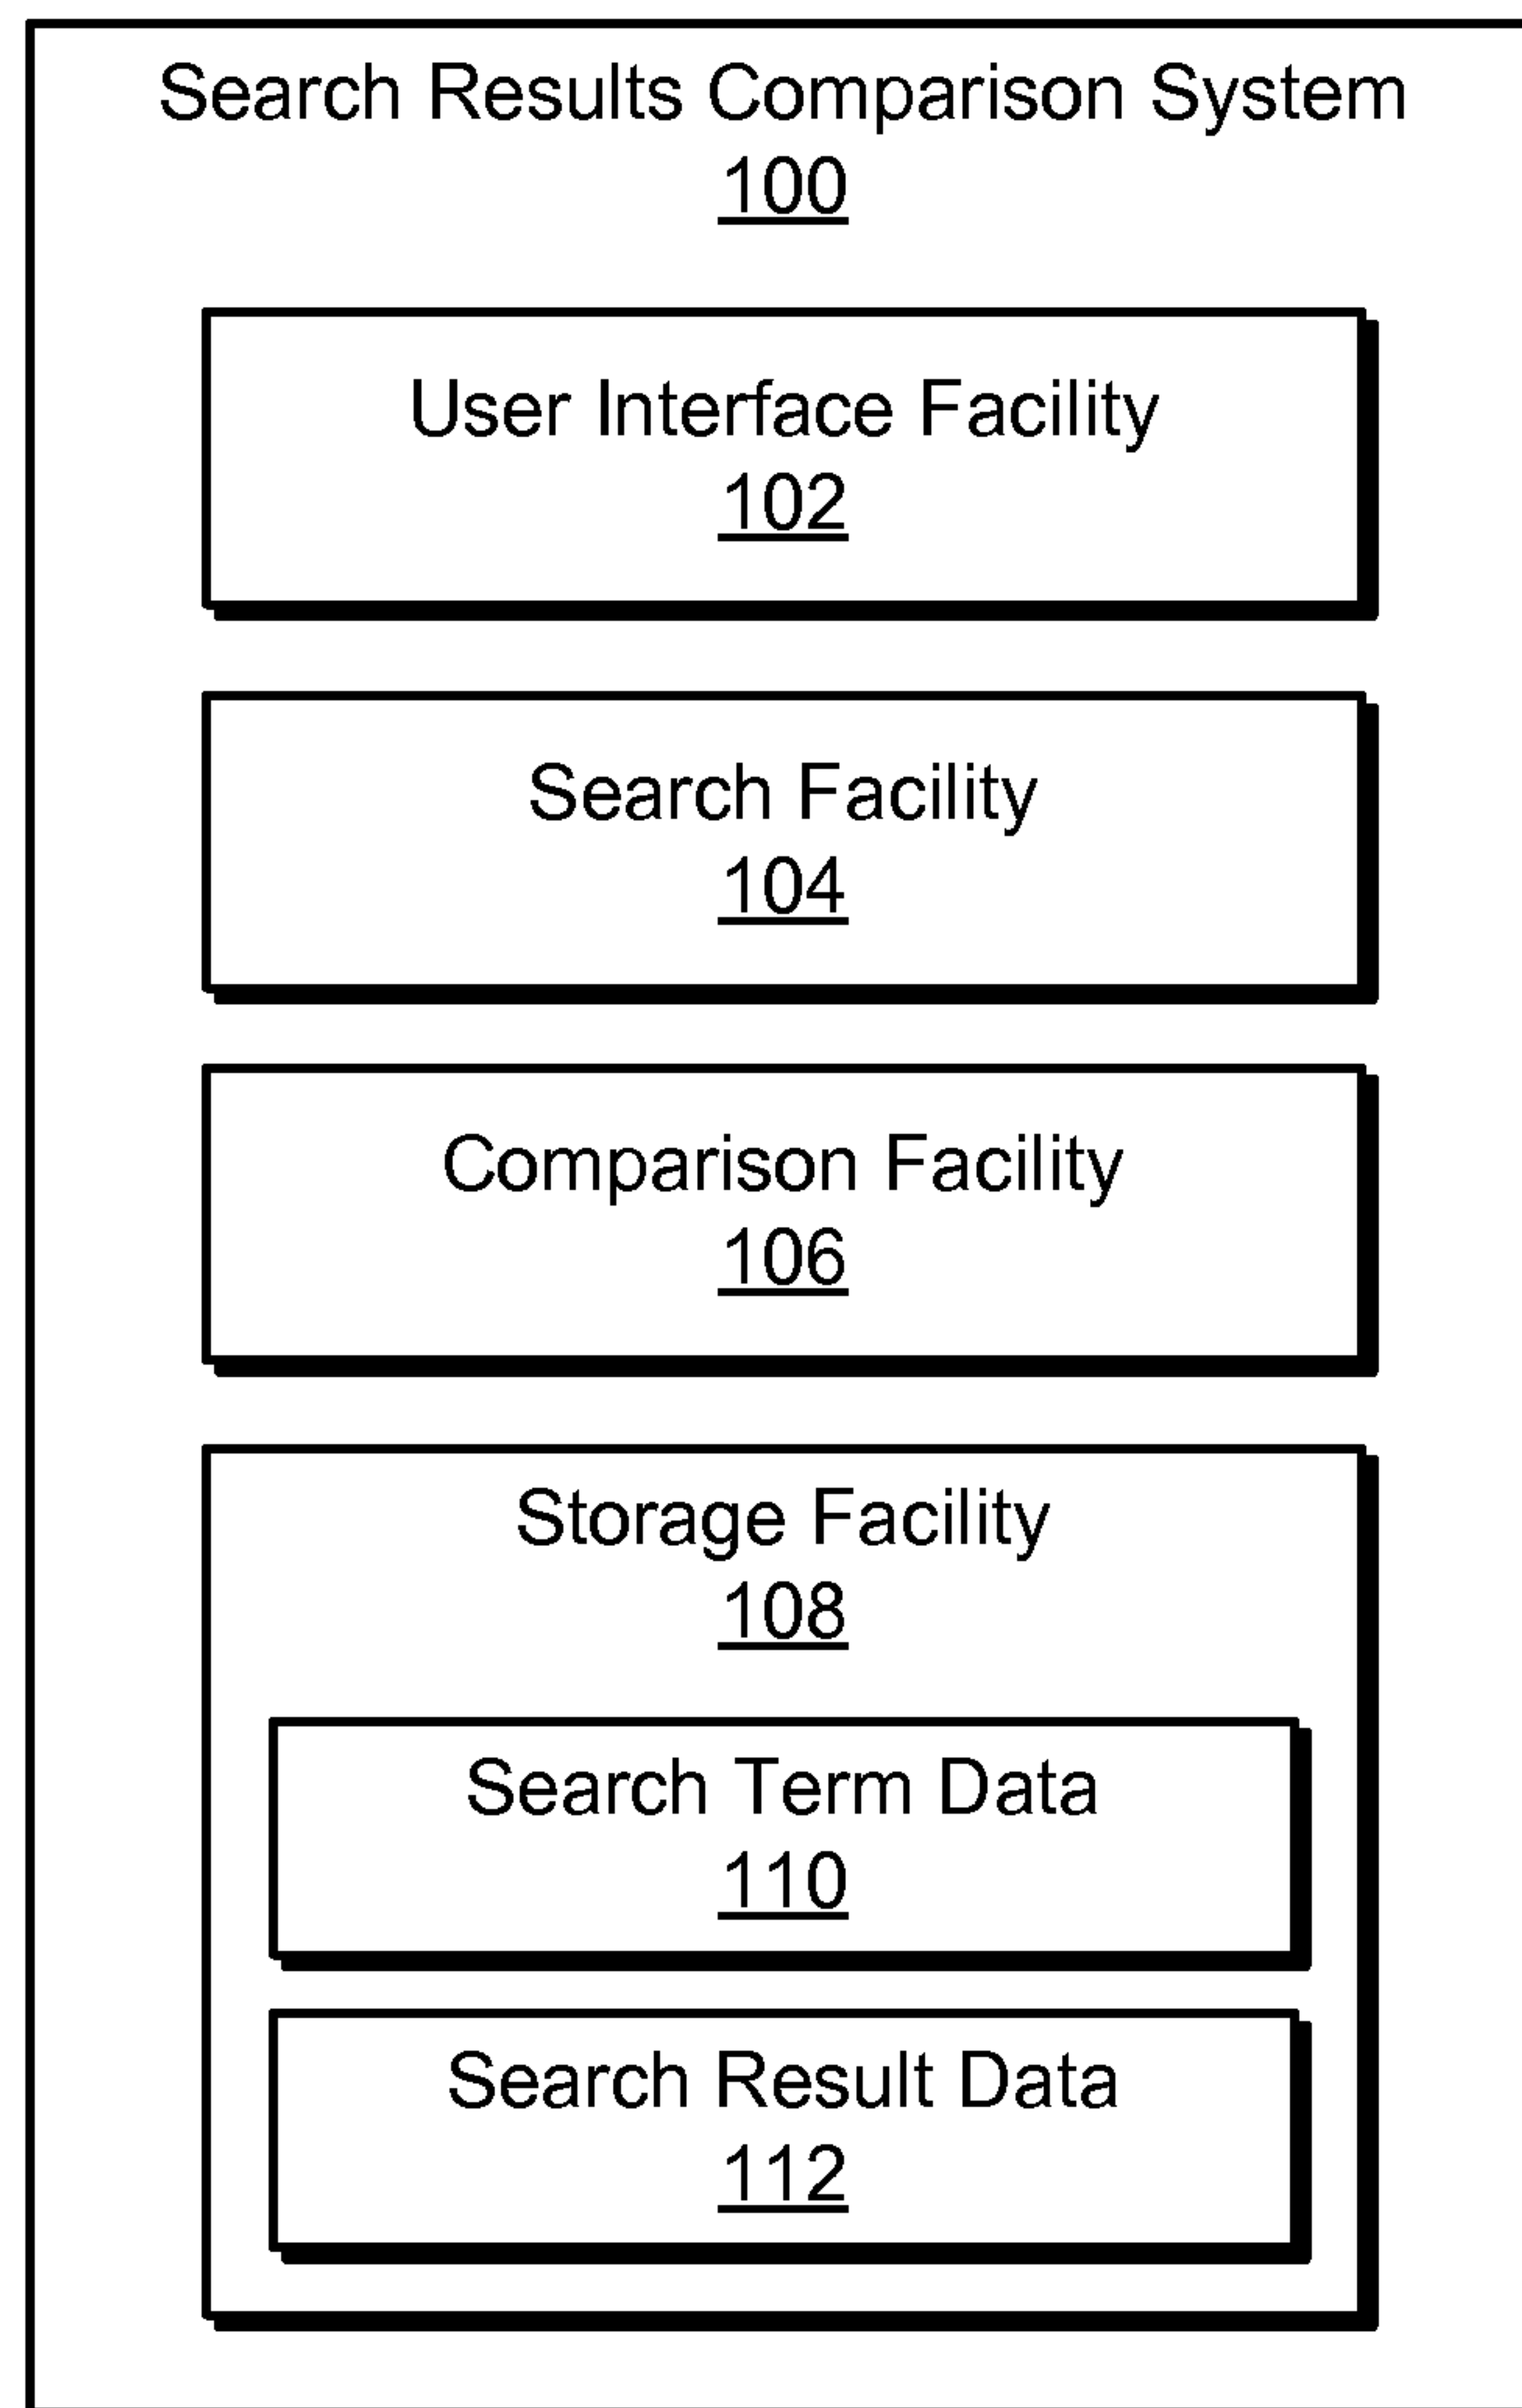 Search Results Comparison System
100
User Interface Facility
102
Search Facility
104
Comparison Facility
106
Storage Facility
108
Search Term Data
110
Search Result Data
112